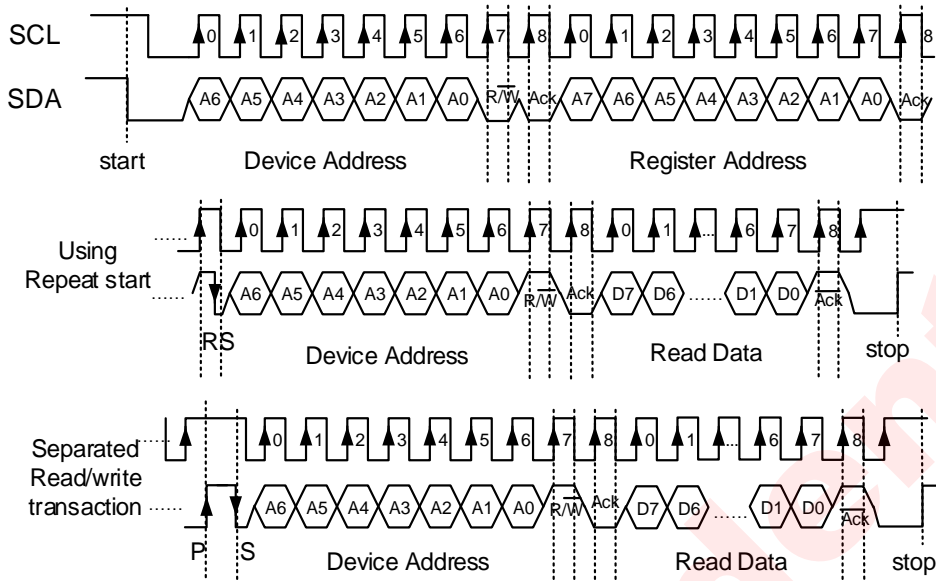 SCL 0 1 2 3 4 5 6 7 8 0 1 2 3 4 5 6 7 8
SDA A6 A5 A4 A3 A2 A1 A0 R/W Ack A7 A6 A5 A4 A3 A2 A1 A0 Ack
start Device Address Register Address
0 1 2 3 4 5 6 7 8 0 1 ... 6 7 8
Using
Repeat start
...... A6 A5 A4 A3 A2 A1 A0 R/W Ack D7 D6 ...... D1 D0 Ack
RS Device Address Read Data stop
0 1 2 3 4 5 6 7 8 0 1 ... 6 7 8
Separated
Read/write
transaction
...... A6 A5 A4 A3 A2 A1 A0 R/W Ack D7 D6 ...... D1 D0 Ack
P S Device Address Read Data stop